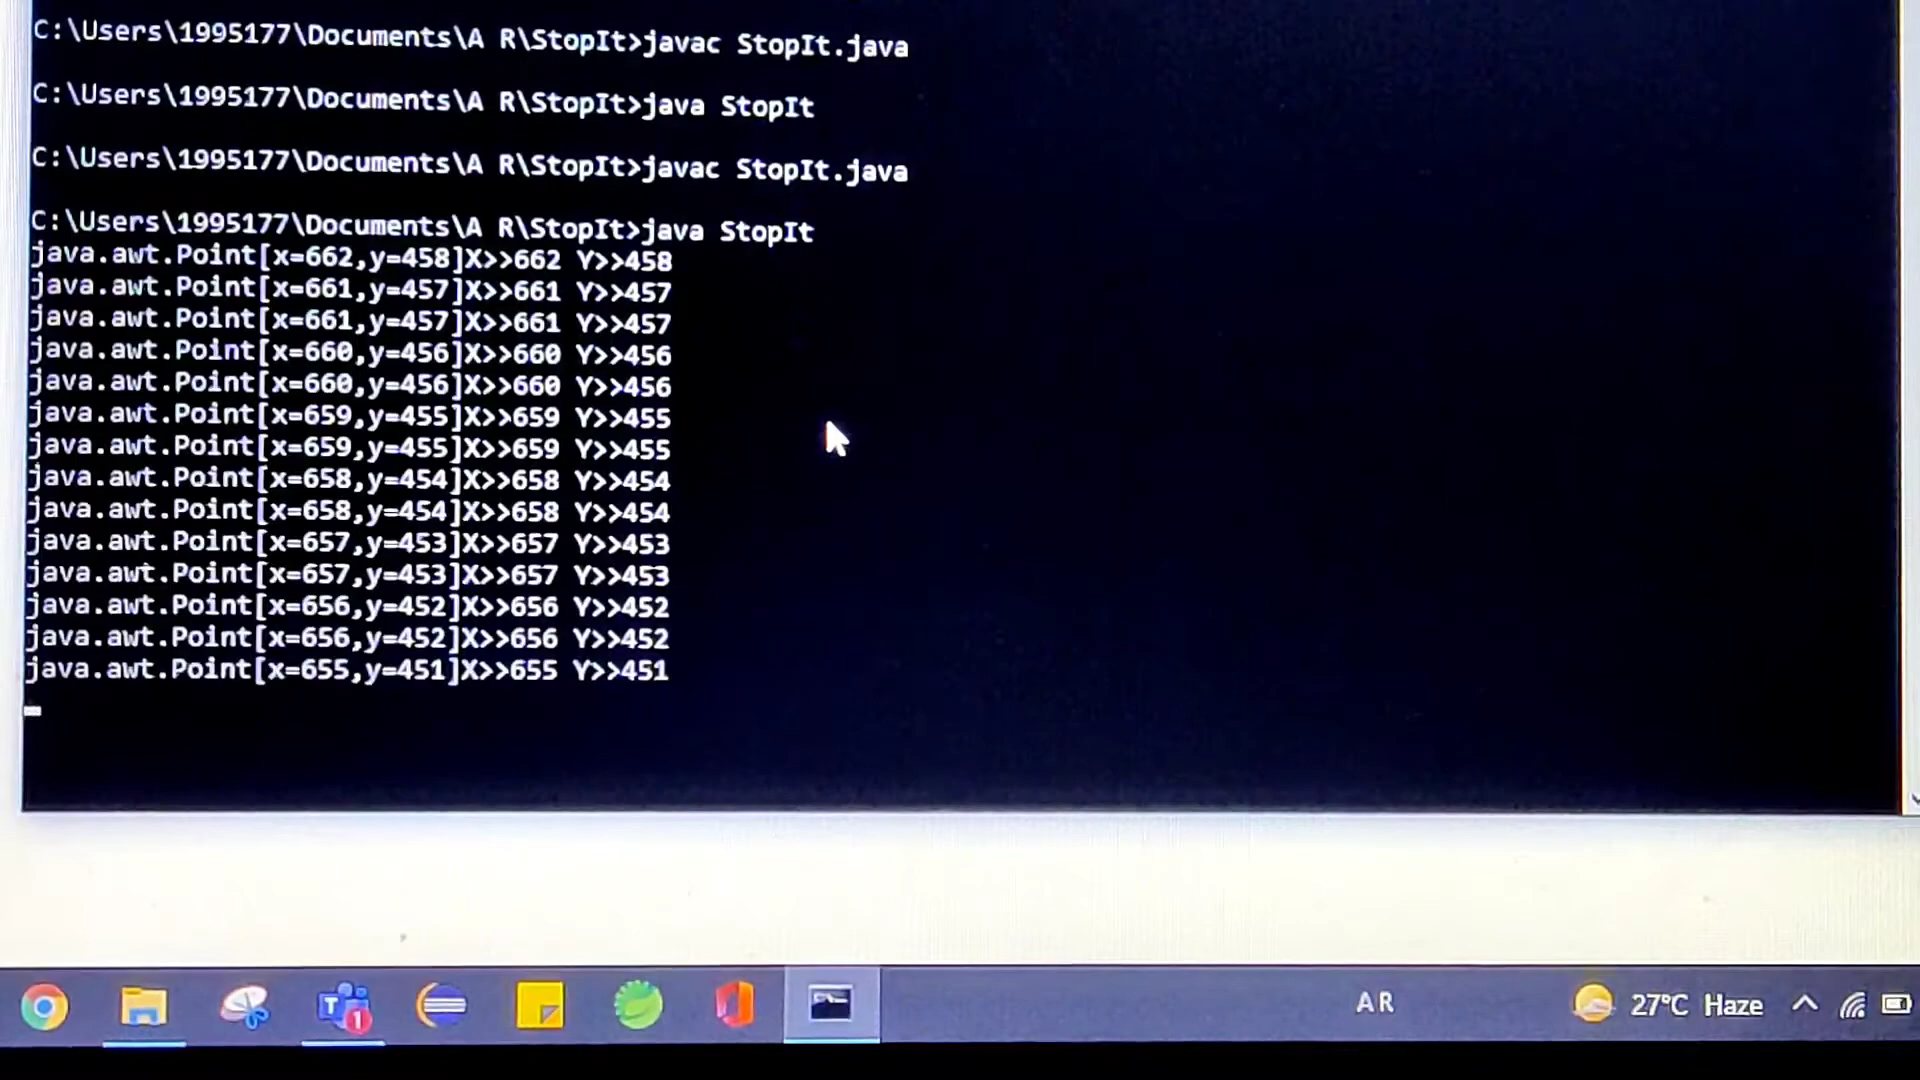 C:\Users\1995177\Documents\A R\StopIt>javac StopIt.java
C:\Users\1995177\Documents\A R\StopIt>java StopIt
C:\Users\1995177\Documents\A R\StopIt>javac StopIt.java
C:\Users\1995177\Documents\A R\StopIt>java StopIt
java.awt.Point[x=662,y=458]X>>662 Y>>458
java.awt.Point[x=661,y=457]X>>661 Y>>457
java.awt.Point[x=661,y=457]X>>661 Y>>457
java.awt.Point[x=660,y=456]X>>660 Y>>456
java.awt.Point[x=660,y=456]X>>660 Y>>456
java.awt.Point[x=659,y=455]X>>659 Y>>455
java.awt.Point[x=659,y=455]X>>659 Y>>455
java.awt.Point[x=658,y=454]X>>658 Y>>454
java.awt.Point[x=658,y=454]X>>658 Y>>454
java.awt.Point[x=657,y=453]X>>657 Y>>453
java.awt.Point[x=657,y=453]X>>657 Y>>453
java.awt.Point[x=656,y=452]X>>656 Y>>452
java.awt.Point[x=656,y=452]X>>656 Y>>452
java.awt.Point[x=655,y=451]X>>655 Y>>451
T 1
A R
27°C Haze